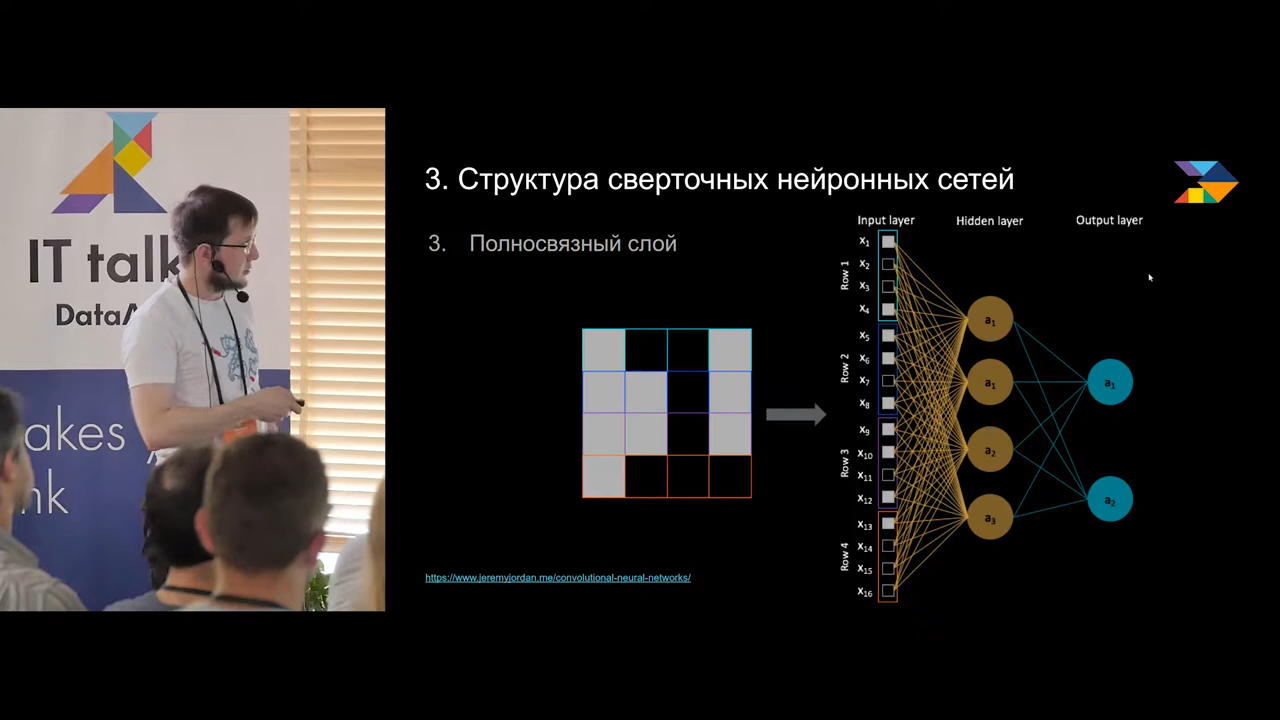 IT talk
DataA
akes
nk
3. Структура сверточных нейронных сетей
3. Полносвязный слой
Input layer
Hidden layer
Output layer
Row 1
Row 2
Row 3
Row 4
x1
x2
x3
x4
x5
x6
x7
x8
x9
x10
x11
x12
x13
x14
x15
x16
a1
a1
a2
a3
a1
a2
https://www.jeremyjordan.me/convolutional-neural-networks/